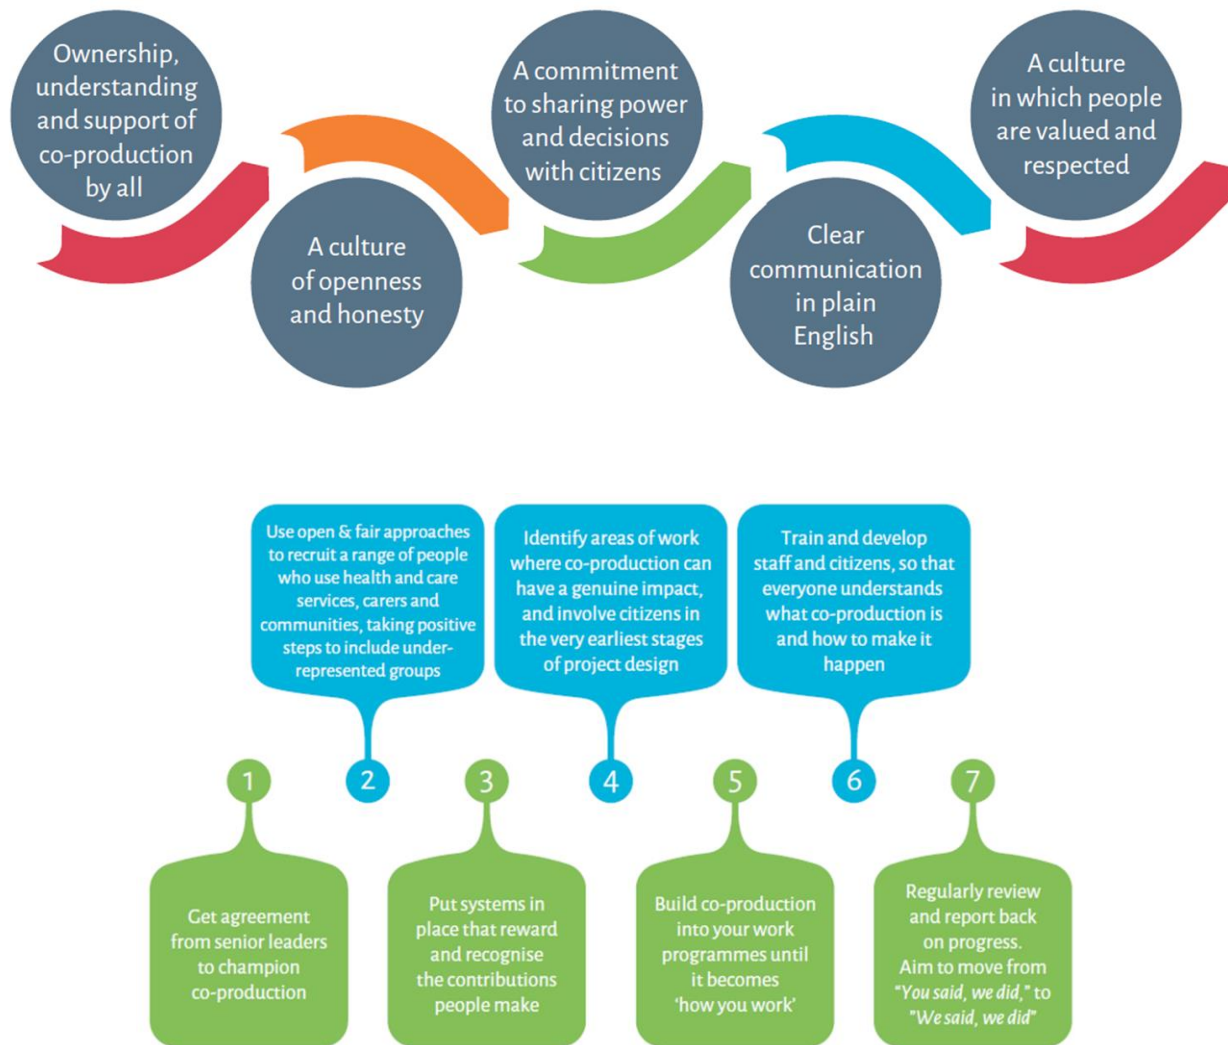 Ownership,
understanding
and support of
co-production
by all
A culture
of openness
and honesty
A commitment
to sharing power
and decisions
with citizens
Clear
communication
in plain
English
A culture
in which people
are valued and
respected
1
Get agreement
from senior leaders
to champion
co-production
2
Use open & fair approaches
to recruit a range of people
who use health and care
services, carers and
communities, taking positive
steps to include under-
represented groups
3
Put systems in
place that reward
and recognise
the contributions
people make
4
Identify areas of work
where co-production can
have a genuine impact,
and involve citizens in
the very earliest stages
of project design
5
Build co-production
into your work
programmes until
it becomes
‘how you work’
6
Train and develop
staff and citizens, so that
everyone understands
what co-production is
and how to make it
happen
7
Regularly review
and report back
on progress.
Aim to move from
"You said, we did," to
"We said, we did"